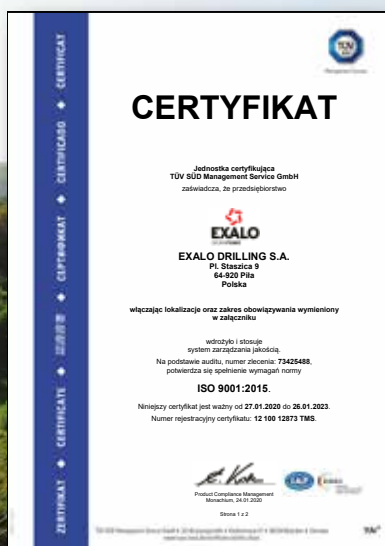 TÜV
CERTYFIKAT
Jednostka certyfikująca
TÜV SÜD Management Service GmbH
zaświadcza, że przedsiębiorstwo
EXALO
EXALO DRILLING S.A.
Pl. Staszica 9
64-920 Piła
Polska
włączając lokalizacje oraz zakres obowiązywania wymieniony
w załączniku
wdrożyło i stosuje
system zarządzania jakością.
Na podstawie auditu, numer zlecenia: 73425488,
potwierdza się spełnienie wymagań normy
ISO 9001:2015.
Niniejszy certyfikat jest ważny od 27.01.2020 do 26.01.2023.
Numer rejestracyjny certyfikatu: 12 100 12873 TMS.
Product Compliance Management
Monachium, 24.01.2020
Strona 1 z 2
TÜV®
ZERTIFIKAT ◆ CERTIFICATE ◆ ◆ СЕРТИФИКАТ ◆ CERTIFICADO ◆ CERTIFICAT